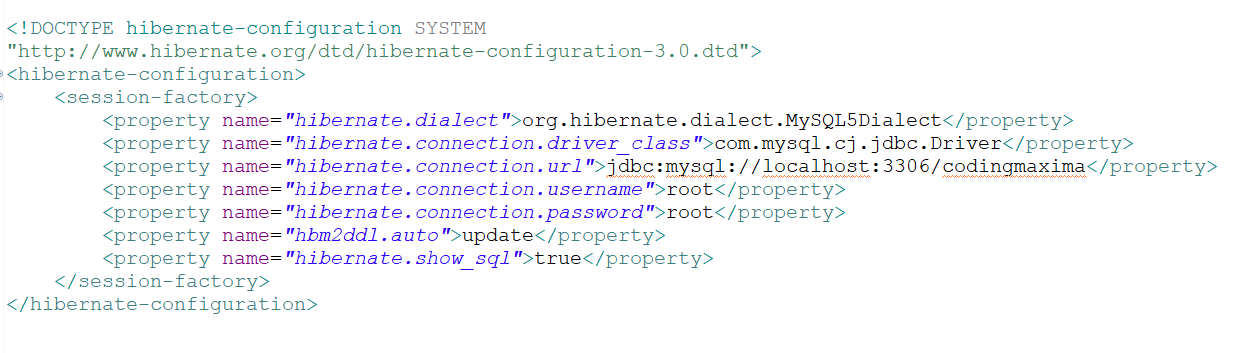 <!DOCTYPE hibernate-configuration SYSTEM
"http://www.hibernate.org/dtd/hibernate-configuration-3.0.dtd">
<hibernate-configuration>
    <session-factory>
        <property name="hibernate.dialect">org.hibernate.dialect.MySQL5Dialect</property>
        <property name="hibernate.connection.driver_class">com.mysql.cj.jdbc.Driver</property>
        <property name="hibernate.connection.url">jdbc:mysql://localhost:3306/codingmaxima</property>
        <property name="hibernate.connection.username">root</property>
        <property name="hibernate.connection.password">root</property>
        <property name="hbm2ddl.auto">update</property>
        <property name="hibernate.show_sql">true</property>
    </session-factory>
</hibernate-configuration>